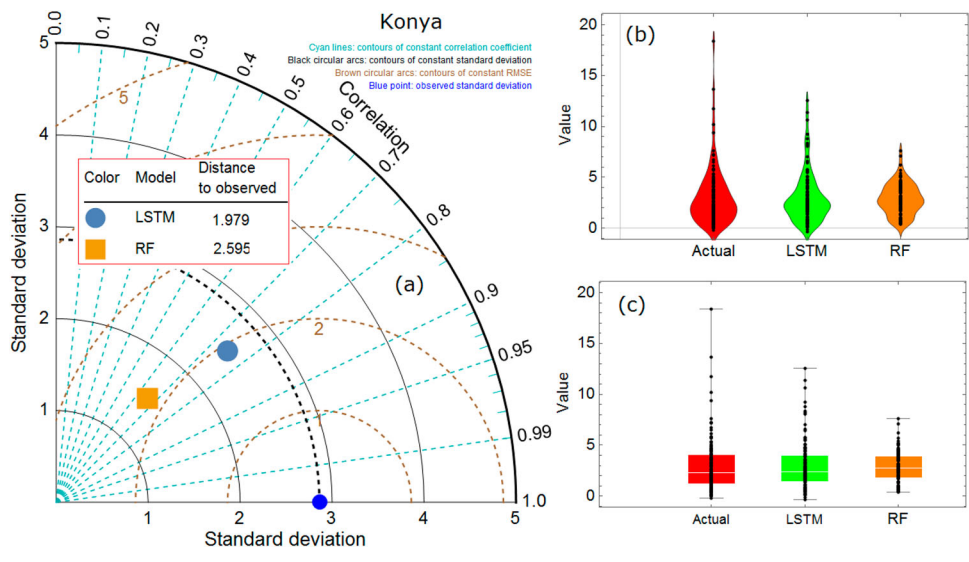 Konya
Cyan lines: contours of constant correlation coefficient
Black circular arcs: contours of constant standard deviation
Brown circular arcs: contours of constant RMSE
Blue point: observed standard deviation
0.0
0.1
0.2
0.3
0.4
0.5
0.6
0.7
0.8
0.9
0.95
0.99
1.0
Correlation
5
4
3
2
1
Standard deviation
5
2
Color Model Distance
to observed
LSTM 1.979
RF 2.595
(a)
1 2 3 4 5
Standard deviation
(b)
20
15
10
5
0
Value
Actual LSTM RF
(c)
20
15
10
5
0
Value
Actual LSTM RF